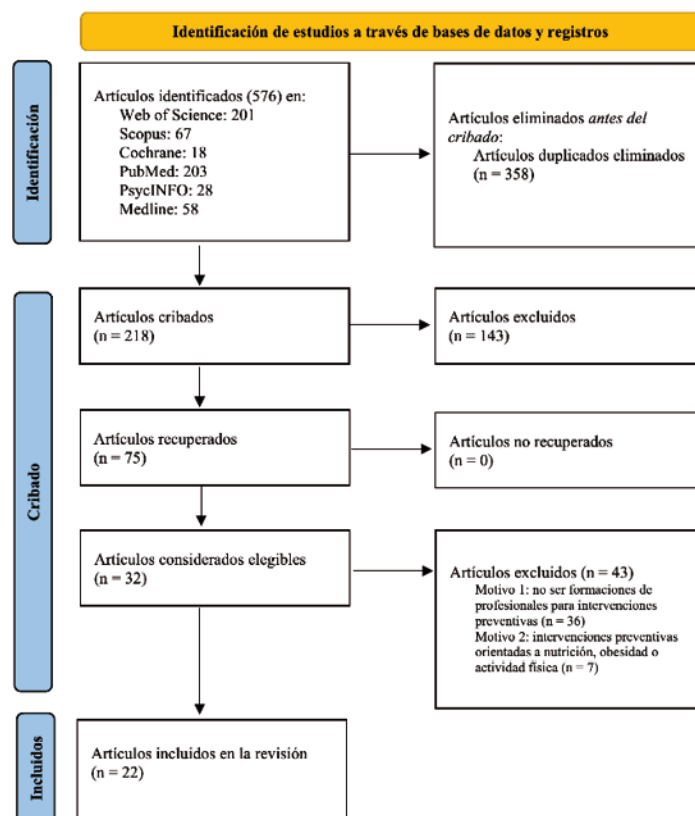 Identificación de estudios a través de bases de datos y registros
Identificación
Artículos identificados (576) en:
Web of Science: 201
Scopus: 67
Cochrane: 18
PubMed: 203
PsycINFO: 28
Medline: 58
Artículos eliminados antes del
cribado:
Artículos duplicados eliminados
(n = 358)
Cribado
Artículos cribados
(n = 218)
Artículos excluidos
(n = 143)
Artículos recuperados
(n = 75)
Artículos no recuperados
(n = 0)
Artículos considerados elegibles
(n = 32)
Artículos excluidos (n = 43)
Motivo 1: no ser formaciones de
profesionales para intervenciones
preventivas (n = 36)
Motivo 2: intervenciones preventivas
orientadas a nutrición, obesidad o
actividad física (n = 7)
Incluidos
Artículos incluidos en la revisión
(n = 22)